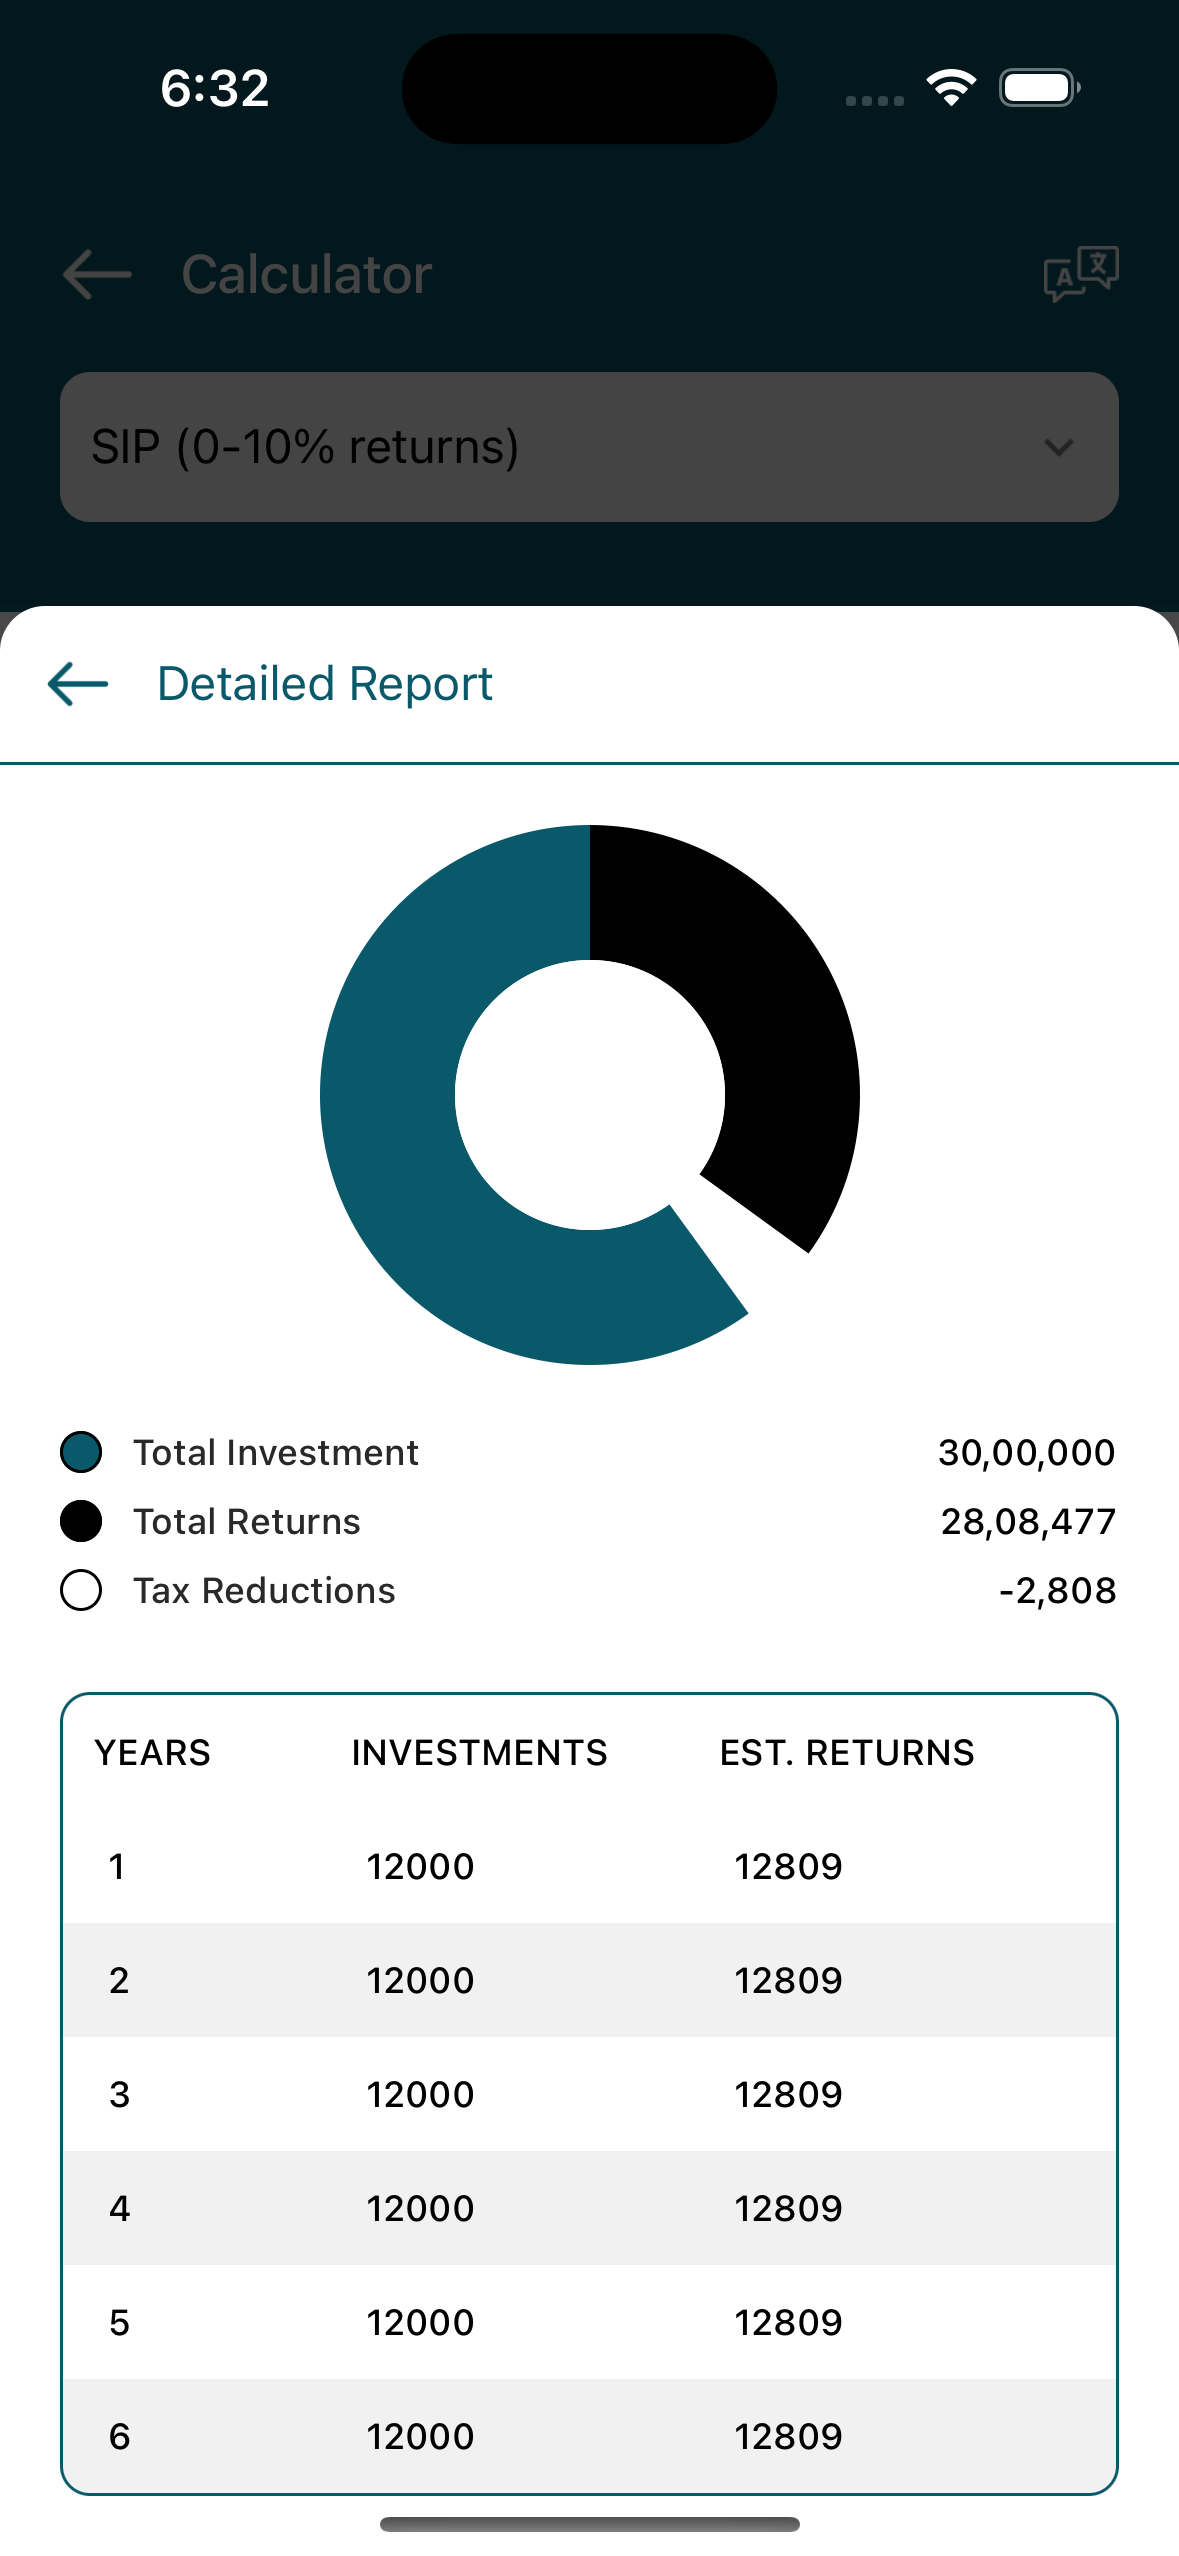 6:32
Calculator
A 文
SIP (0-10% returns)
Detailed Report
Total Investment 30,00,000
Total Returns 28,08,477
Tax Reductions -2,808
YEARS INVESTMENTS EST. RETURNS
1 12000 12809
2 12000 12809
3 12000 12809
4 12000 12809
5 12000 12809
6 12000 12809